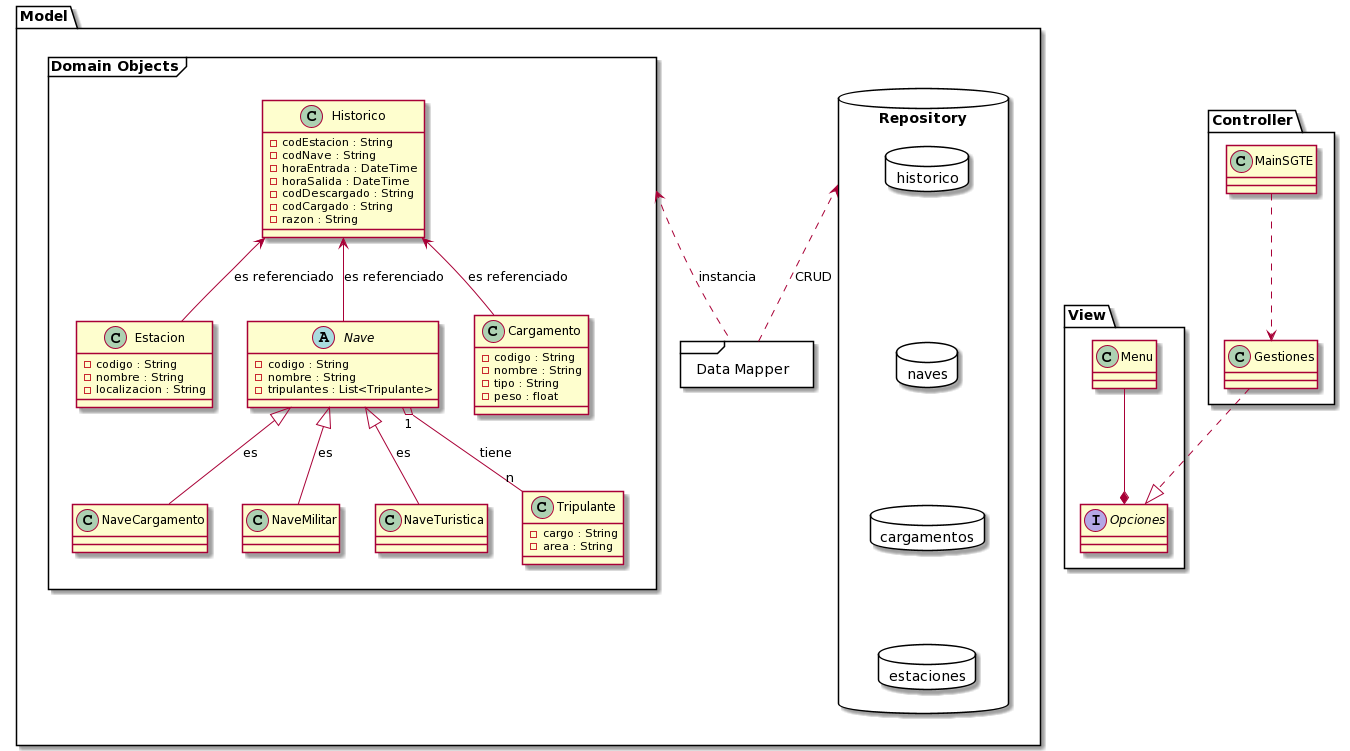 Model
Domain Objects
C Historico
codEstacion : String
codNave : String
horaEntrada : DateTime
horaSalida : DateTime
codDescargado : String
codCargado : String
razon : String
es referenciado
es referenciado
es referenciado
C Estacion
codigo : String
nombre : String
localizacion : String
A Nave
codigo : String
nombre : String
tripulantes : List<Tripulante>
C Cargamento
codigo : String
nombre : String
tipo : String
peso : float
es
es
es
1
tiene
n
C NaveCargamento
C NaveMilitar
C NaveTuristica
C Tripulante
cargo : String
area : String
instancia
CRUD
Data Mapper
Repository
historico
naves
cargamentos
estaciones
View
C Menu
I Opciones
Controller
C MainSGTE
C Gestiones